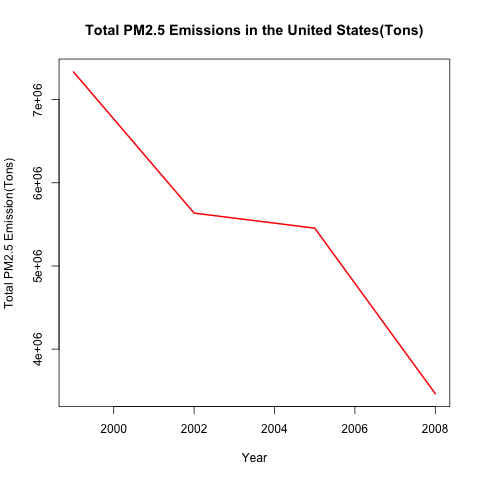 Total PM2.5 Emissions in the United States(Tons)
Total PM2.5 Emission(Tons)
7e+06
6e+06
5e+06
4e+06
2000 2002 2004 2006 2008
Year